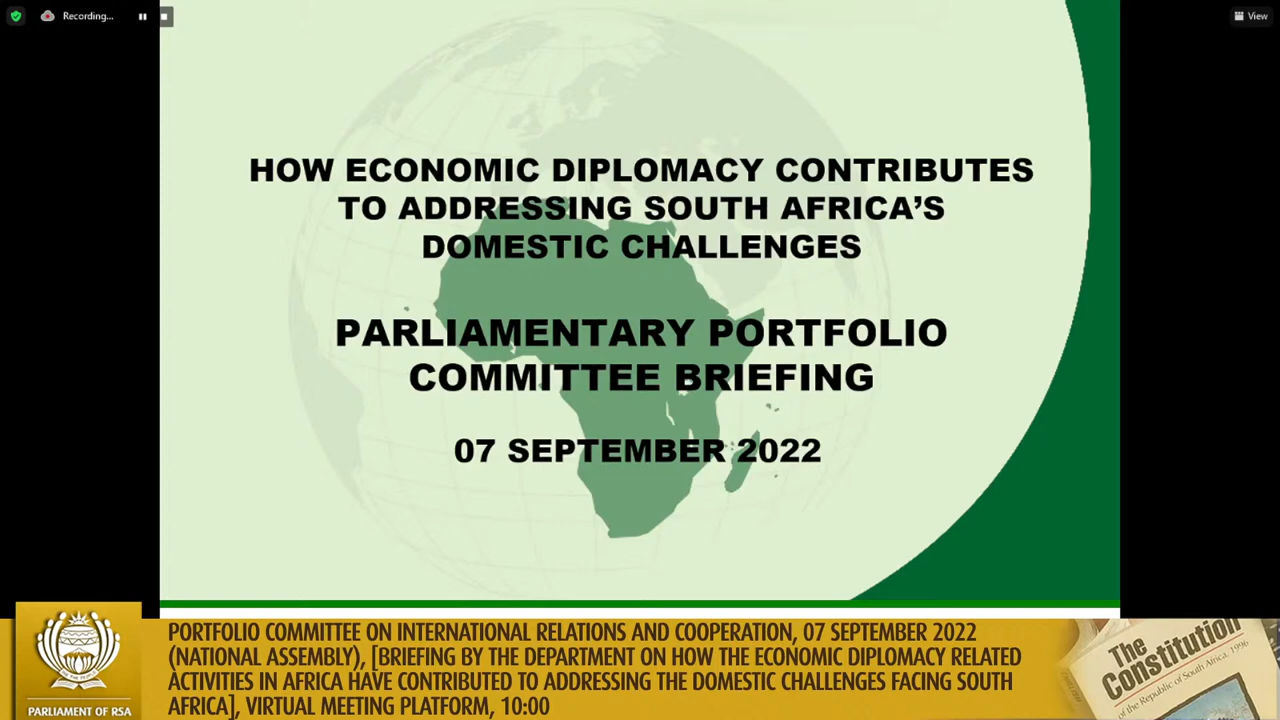 Recording...
View
HOW ECONOMIC DIPLOMACY CONTRIBUTES
TO ADDRESSING SOUTH AFRICA’S
DOMESTIC CHALLENGES
PARLIAMENTARY PORTFOLIO
COMMITTEE BRIEFING
07 SEPTEMBER 2022
PORTFOLIO COMMITTEE ON INTERNATIONAL RELATIONS AND COOPERATION, 07 SEPTEMBER 2022
(NATIONAL ASSEMBLY), [BRIEFING BY THE DEPARTMENT ON HOW THE ECONOMIC DIPLOMACY RELATED
ACTIVITIES IN AFRICA HAVE CONTRIBUTED TO ADDRESSING THE DOMESTIC CHALLENGES FACING SOUTH
AFRICA], VIRTUAL MEETING PLATFORM, 10:00
PARLIAMENT OF RSA
The
Constitution
of the Republic of South Africa, 1996